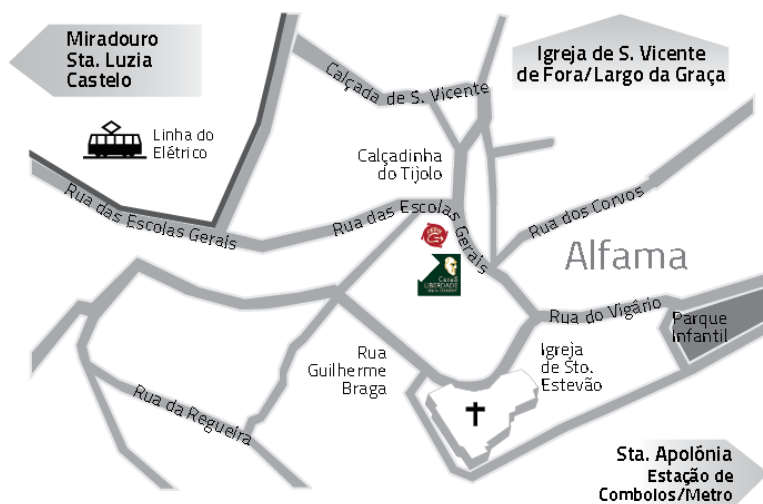 Miradouro
Sta. Luzia
Castelo
Igreja de S. Vicente
de Fora/Largo da Graça
Calçada de S. Vicente
Linha do
Elétrico
Calçadinha
do Tijolo
Rua das Escolas Gerais
Rua das Escolas Gerais
Rua dos Corvos
Alfama
LIBERDADE
Rua do Vigário
Parque
Infantil
Rua
Guilherme
Braga
Igreja
de Sto.
Estevão
Rua da Regueira
Sta. Apolónia
Estação de
Combolos/Metro